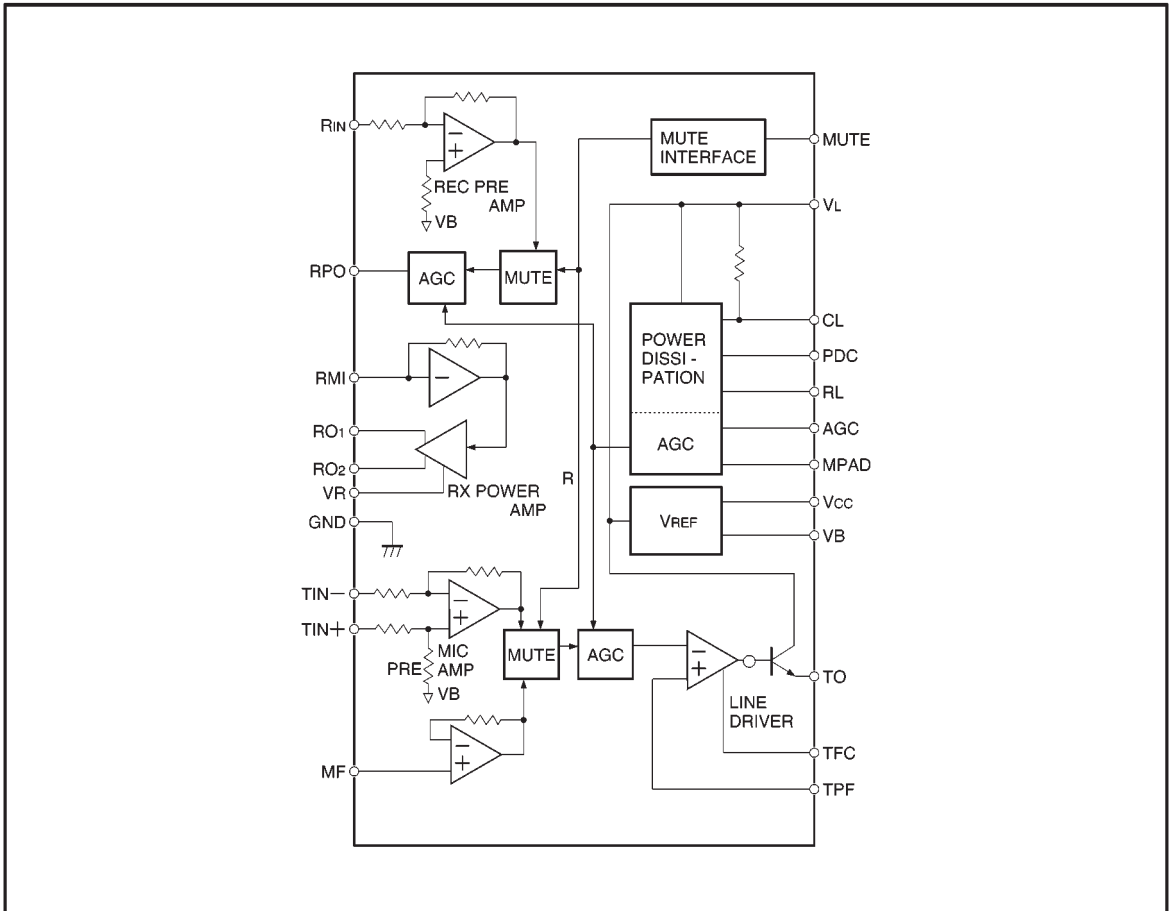 RIN
− +
REC PRE
AMP
VB
MUTE
INTERFACE
MUTE
VL
RPO
AGC
MUTE
CL
POWER
DISSI -
PATION
PDC
RL
RMI
−
AGC
AGC
MPAD
RO1
RO2
VR
RX POWER
AMP
R
VREF
VCC
VB
GND
TIN−
− +
TIN+
MIC
PRE AMP
VB
MUTE
AGC
− +
LINE
DRIVER
TO
TFC
MF
− +
TPF